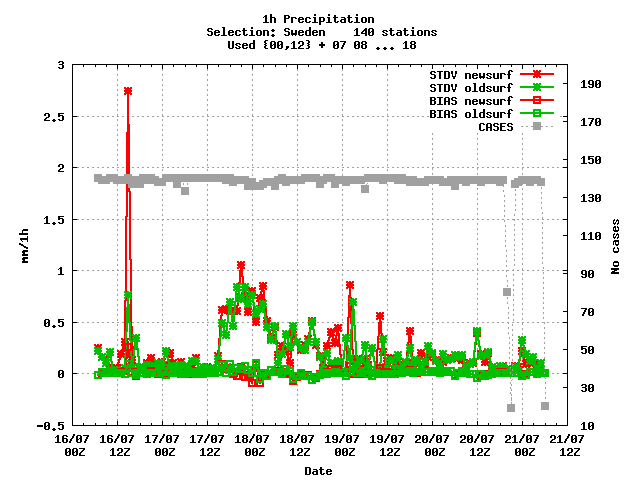 1h Precipitation
Selection: Sweden    140 stations
Used {00,12} + 07 08 ... 18
STDV newsurf
STDV oldsurf
BIAS newsurf
BIAS oldsurf
CASES
3
2.5
2
1.5
1
0.5
0
-0.5
mm/1h
190
170
150
130
110
90
70
50
30
10
No cases
16/07 16/07 17/07 17/07 18/07 18/07 19/07 19/07 20/07 20/07 21/07 21/07
00Z 12Z 00Z 12Z 00Z 12Z 00Z 12Z 00Z 12Z 00Z 12Z
Date